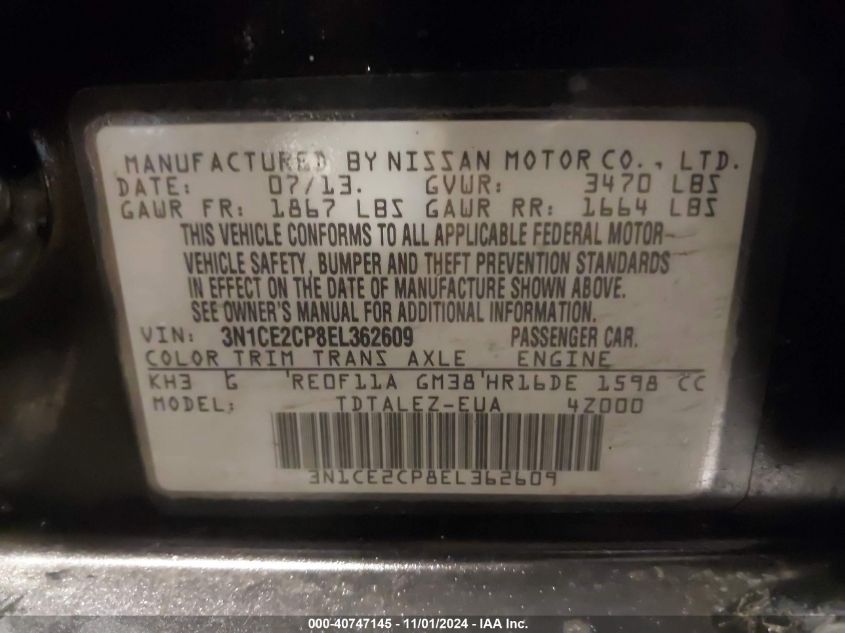 MANUFACTURED BY NISSAN MOTOR CO., LTD.
DATE: 07/13. GVWR: 3470 LBS
GAWR FR: 1867 LBS GAWR RR: 1664 LBS
THIS VEHICLE CONFORMS TO ALL APPLICABLE FEDERAL MOTOR
VEHICLE SAFETY, BUMPER AND THEFT PREVENTION STANDARDS
IN EFFECT ON THE DATE OF MANUFACTURE SHOWN ABOVE.
SEE OWNER'S MANUAL FOR ADDITIONAL INFORMATION.
VIN: 3N1CE2CP8EL362609 PASSENGER CAR.
COLOR TRIM TRANS AXLE ENGINE
KH3 G RE0F11A GM38 HR16DE 1598 CC
MODEL: TDTALEZ-EUA 4Z000
3N1CE2CP8EL362609
000-40747145 - 11/01/2024 - IAA Inc.